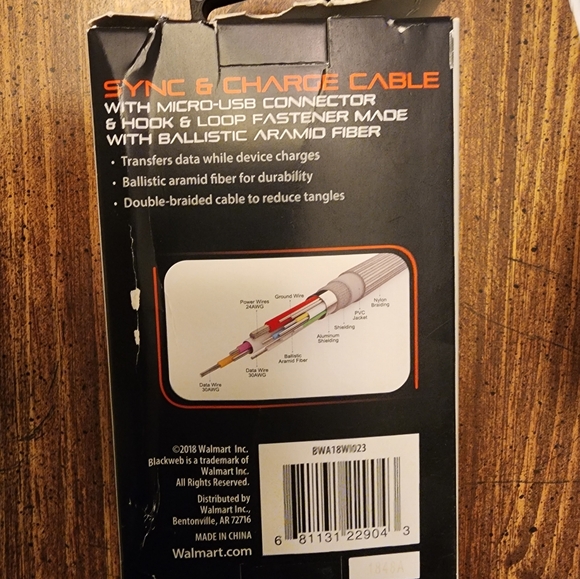 SYNC & CHARGE CABLE
WITH MICRO-USB CONNECTOR
& HOOK & LOOP FASTENER MADE
WITH BALLISTIC ARAMID FIBER
• Transfers data while device charges
• Ballistic aramid fiber for durability
• Double-braided cable to reduce tangles
Ground Wire
Power Wires
24AWG
Nylon
Braiding
PVC
Jacket
Shielding
Aluminum
Shielding
Ballistic
Aramid Fiber
Data Wire
30AWG
Data Wire
30AWG
©2018 Walmart Inc.
Blackweb is a trademark of
Walmart Inc.
All Rights Reserved.
Distributed by
Walmart Inc.,
Bentonville, AR 72716
MADE IN CHINA
Walmart.com
BWA18WI023
6 81131 22904 3